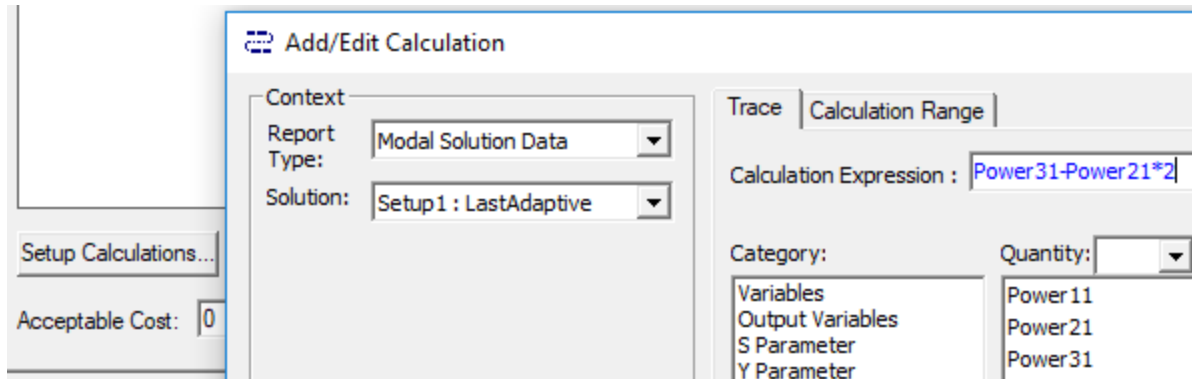 Add/Edit Calculation
Context
Report Type:
Modal Solution Data
Solution:
Setup1 : LastAdaptive
Setup Calculations...
Acceptable Cost:
0
Trace
Calculation Range
Calculation Expression :
Power31-Power21*2
Category:
Variables
Output Variables
S Parameter
Y Parameter
Quantity:
Power11
Power21
Power31